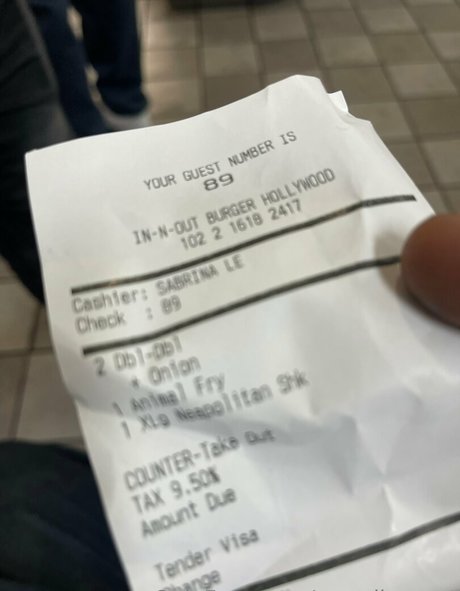 YOUR GUEST NUMBER IS
89
IN-N-OUT BURGER HOLLYWOOD
102 2 1618 2417
Cashier: SABRINA LE
Check : 89
2 Dbl-Dbl
Onion
1 Animal Fry
1 XLg Neapolitan Shk
COUNTER-Take Out
TAX 9.50%
Amount Due
Tender Visa
Change